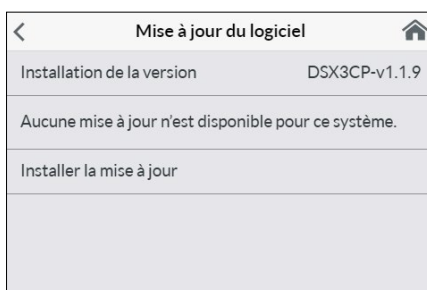 Mise à jour du logiciel
Installation de la version DSX3CP-v1.1.9
Aucune mise à jour n'est disponible pour ce système.
Installer la mise à jour